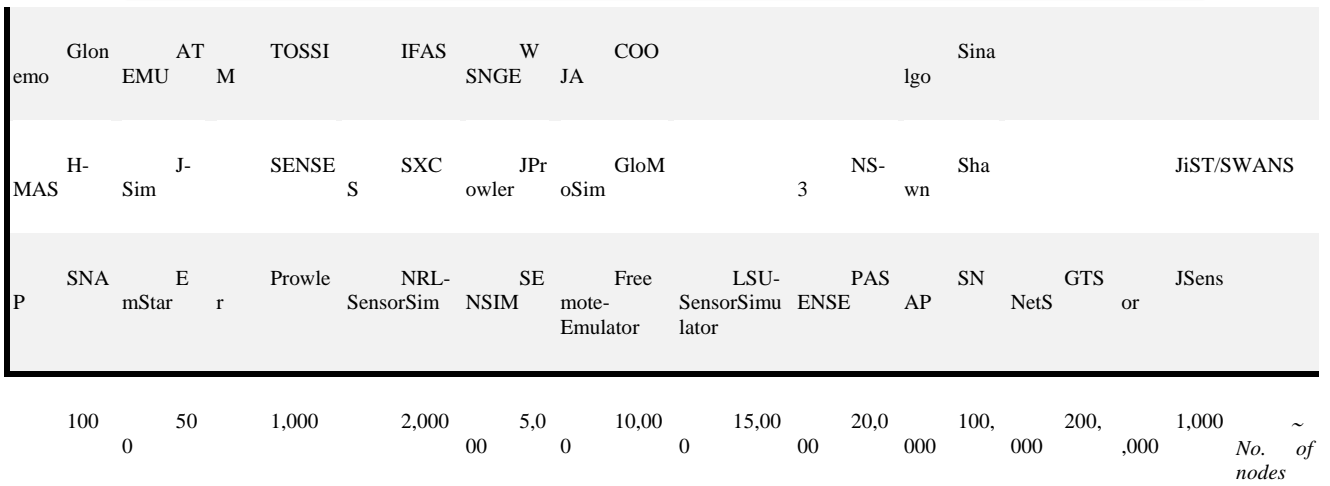 Glon AT TOSSI IFAS W COO Sina
emo EMU M SNGE JA lgo
H- J- SENSE SXC JPr GloM NS- Sha JiST/SWANS
MAS Sim S owler oSim 3 wn
SNA E Prowle NRL- SE Free LSU- PAS SN GTS JSens
P mStar r SensorSim NSIM mote- SensorSimu ENSE AP NetS or
Emulator lator
100 50 1,000 2,000 5,0 10,00 15,00 20,0 100, 200, 1,000 ~
0 00 0 0 00 000 000 ,000 No. of
nodes